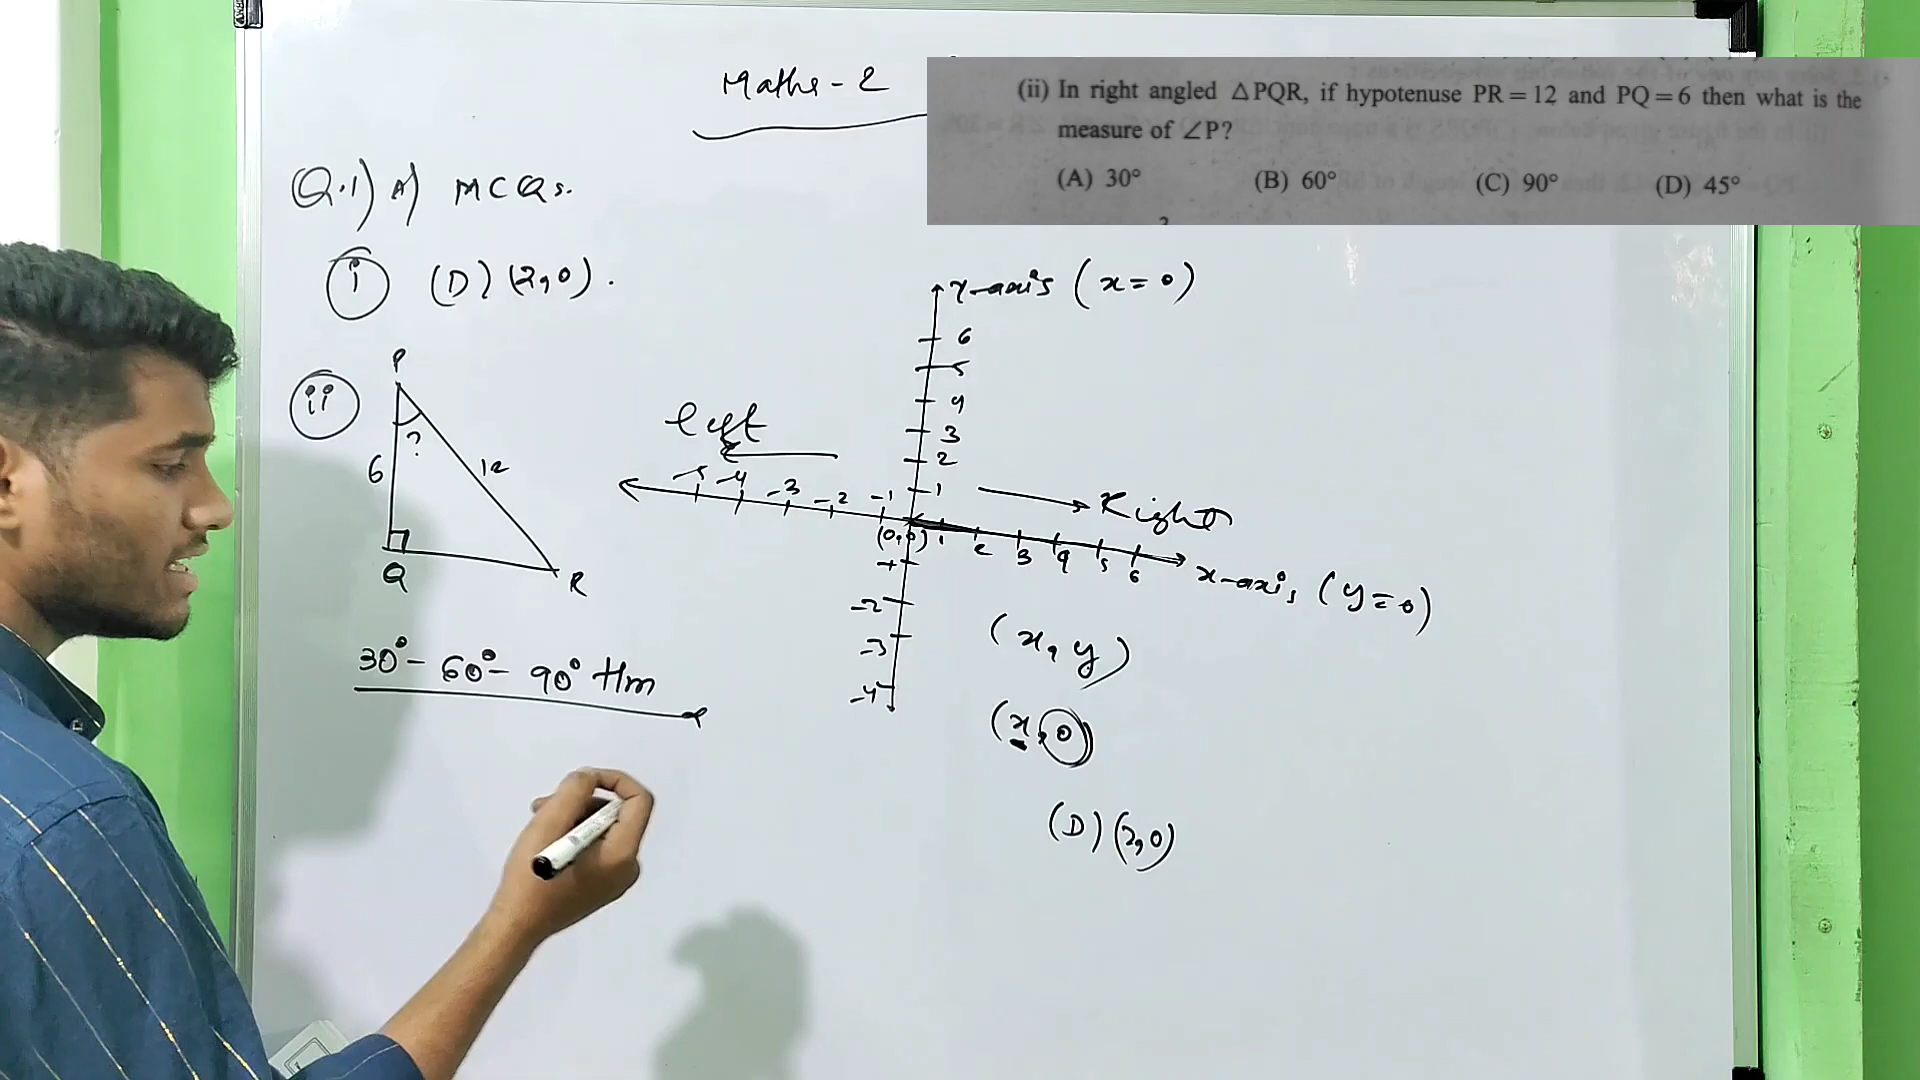 Maths - 2
(ii) In right angled △PQR, if hypotenuse PR = 12 and PQ = 6 then what is the
measure of ∠P?
(A) 30° (B) 60° (C) 90° (D) 45°
Q.1) A) MCQs.
i (D) (2,0).
ii
P
?
6
12
Q
R
30° - 60° - 90° thm
Y-axis (x = 0)
6
5
4
3
2
1
left
-5 -4 -3 -2 -1
Right
(0,0) 1 2 3 4 5 6
x-axis (y = 0)
-1
-2
-3
-4
(x, y)
(x, 0)
(D) (2,0)